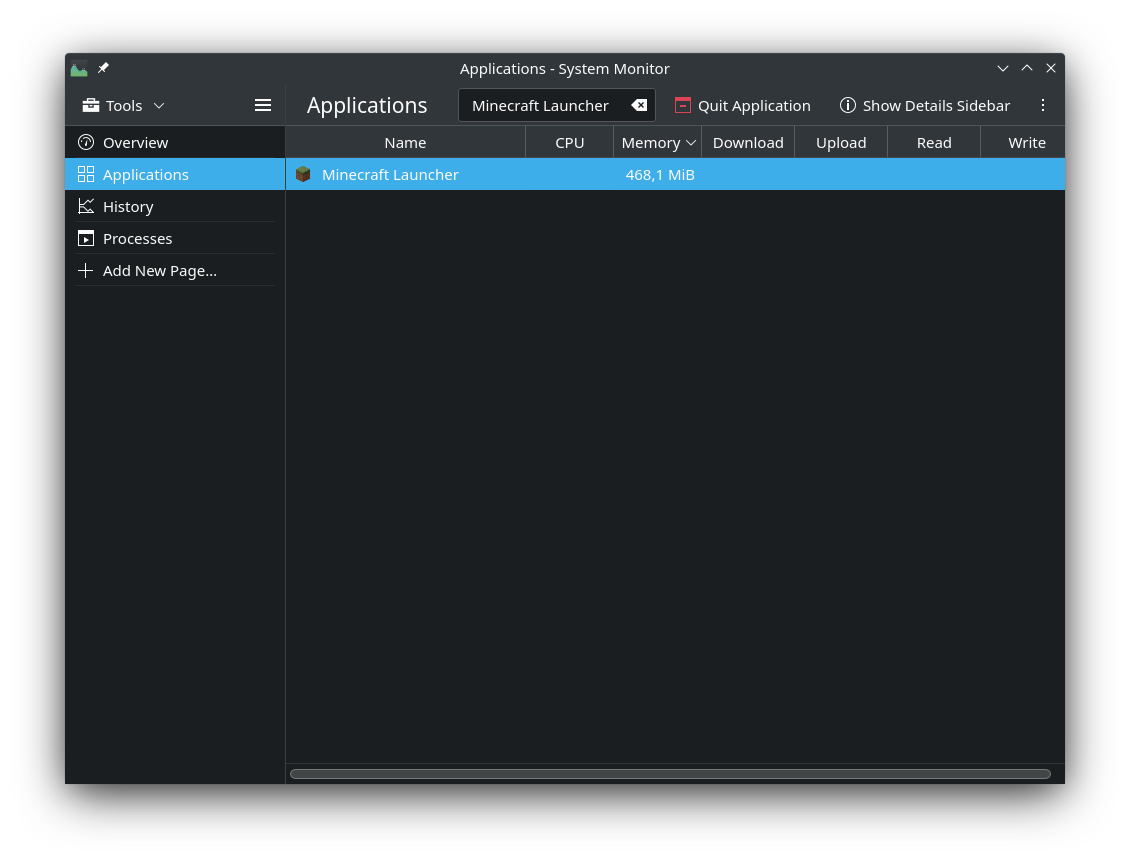 Applications - System Monitor
Tools
Applications
Minecraft Launcher
Quit Application
Show Details Sidebar
Overview
Applications
History
Processes
Add New Page...
Name CPU Memory Download Upload Read Write
Minecraft Launcher 468,1 MiB